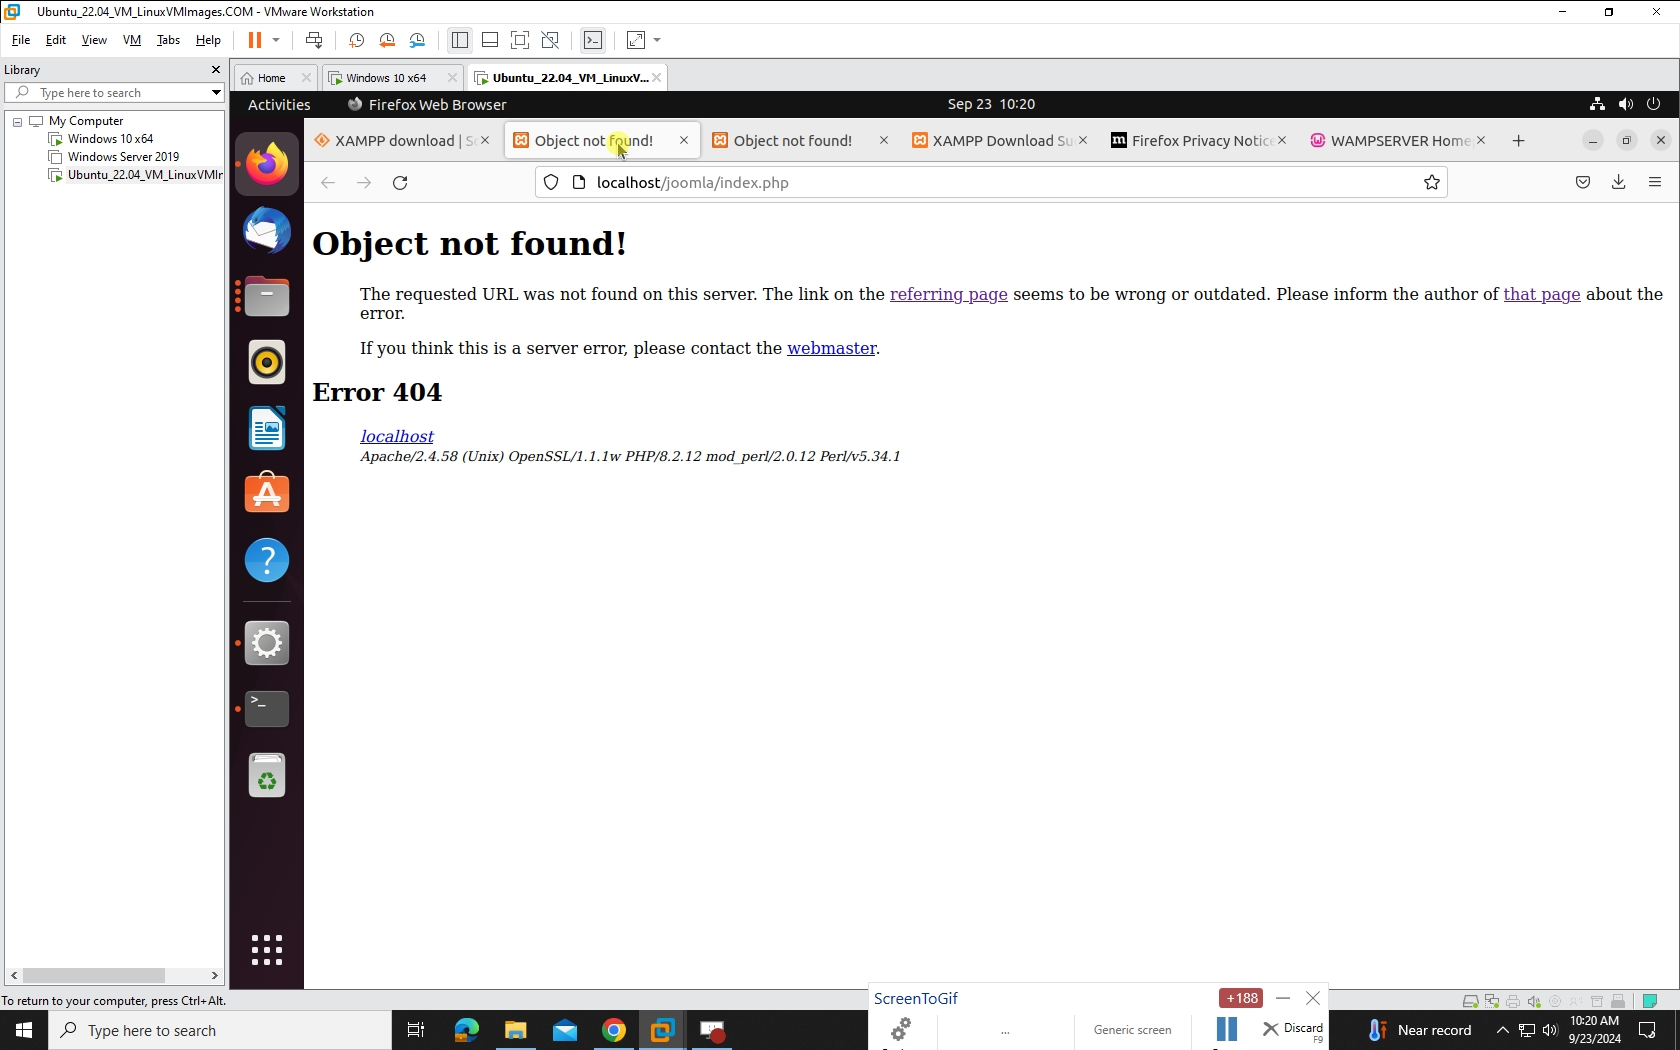 Ubuntu_22.04_VM_LinuxVMImages.COM - VMware Workstation
File Edit View VM Tabs Help
Library
Type here to search
My Computer
Windows 10 x64
Windows Server 2019
Ubuntu_22.04_VM_LinuxVMIr
Home
Windows 10 x64
Ubuntu_22.04_VM_LinuxV...
Activities
Firefox Web Browser
Sep 23 10:20
XAMPP download | Sc
Object not found!
Object not found!
XAMPP Download Su
Firefox Privacy Notice
WAMPSERVER Home
localhost/joomla/index.php
Object not found!
The requested URL was not found on this server. The link on the referring page seems to be wrong or outdated. Please inform the author of that page about the
error.
If you think this is a server error, please contact the webmaster.
Error 404
localhost
Apache/2.4.58 (Unix) OpenSSL/1.1.1w PHP/8.2.12 mod_perl/2.0.12 Perl/v5.34.1
To return to your computer, press Ctrl+Alt.
ScreenToGif
+188
...
Generic screen
Discard
F9
Type here to search
Near record
10:20 AM
9/23/2024